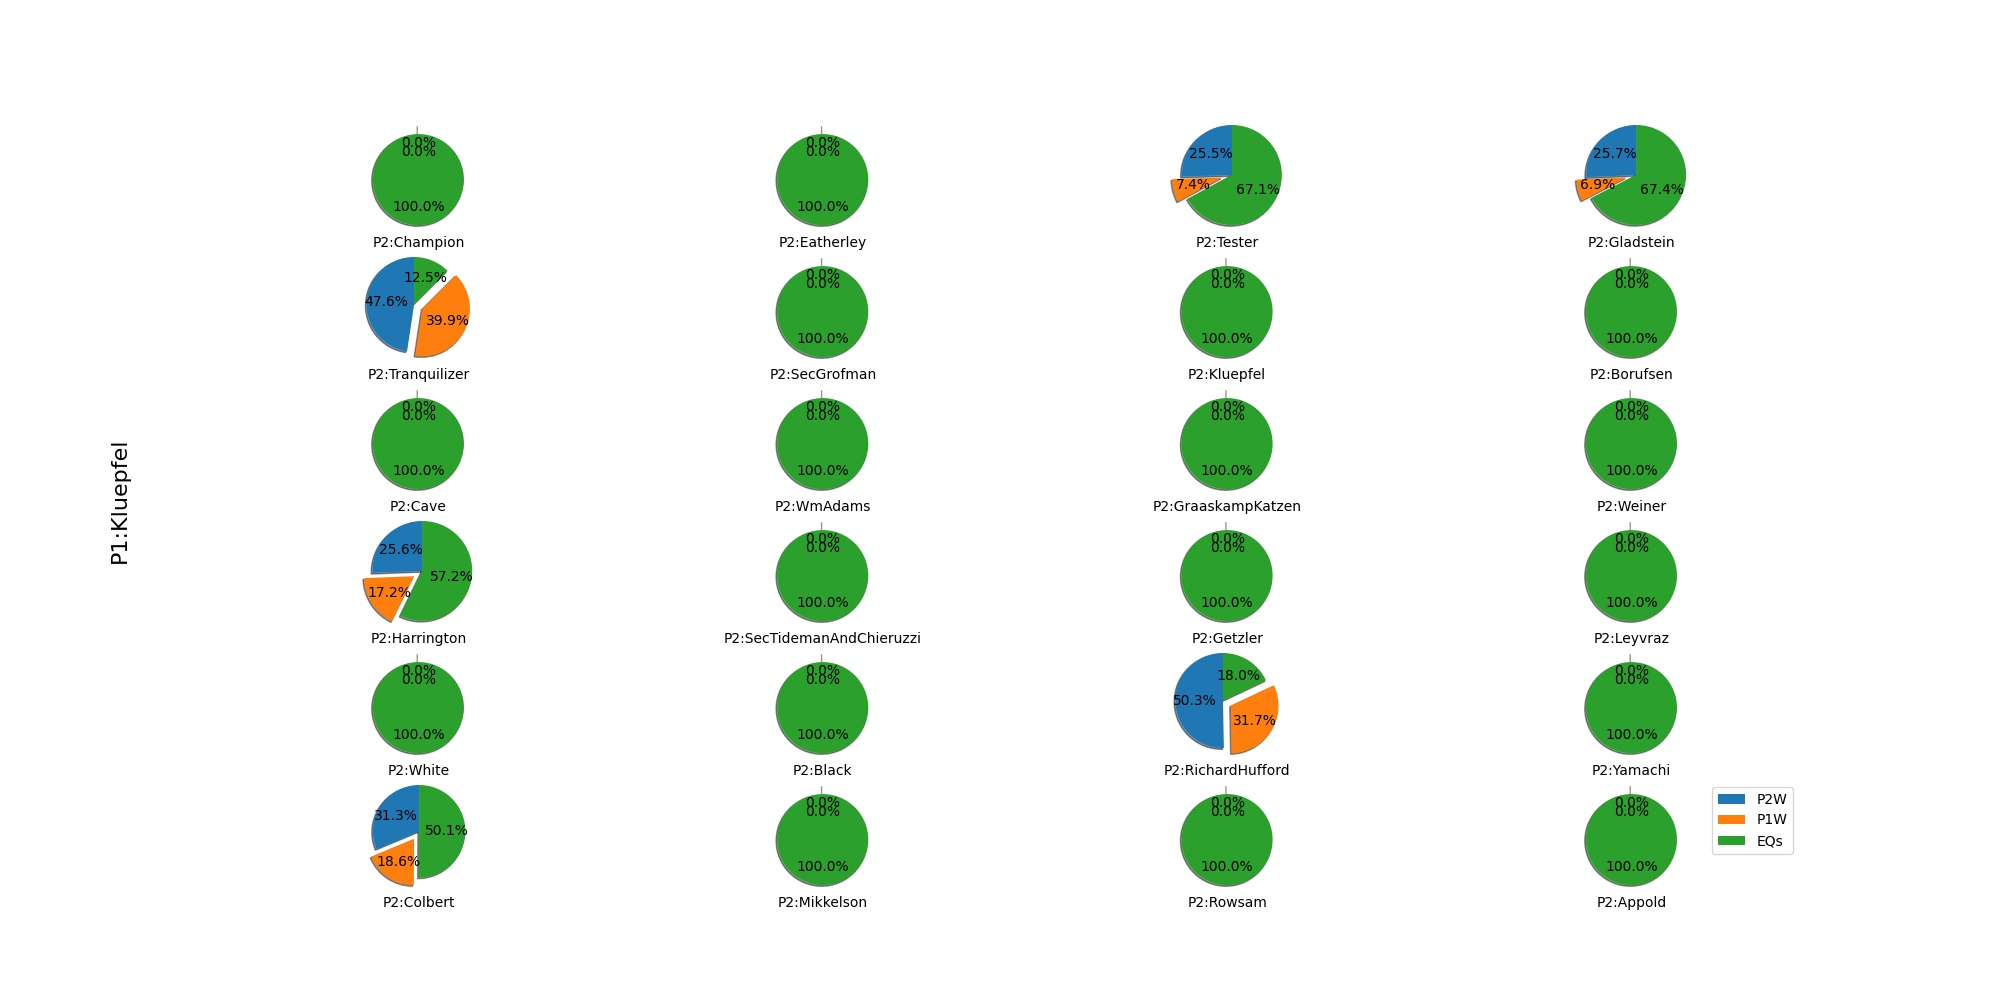 P1:Kluepfel
0.0%
0.0%
100.0%
P2:Champion
0.0%
0.0%
100.0%
P2:Eatherley
25.5%
7.4%
67.1%
P2:Tester
25.7%
6.9%
67.4%
P2:Gladstein
47.6%
39.9%
12.5%
P2:Tranquilizer
0.0%
0.0%
100.0%
P2:SecGrofman
0.0%
0.0%
100.0%
P2:Kluepfel
0.0%
0.0%
100.0%
P2:Borufsen
0.0%
0.0%
100.0%
P2:Cave
0.0%
0.0%
100.0%
P2:WmAdams
0.0%
0.0%
100.0%
P2:GraaskampKatzen
0.0%
0.0%
100.0%
P2:Weiner
25.6%
17.2%
57.2%
P2:Harrington
0.0%
0.0%
100.0%
P2:SecTidemanAndChieruzzi
0.0%
0.0%
100.0%
P2:Getzler
0.0%
0.0%
100.0%
P2:Leyvraz
0.0%
0.0%
100.0%
P2:White
0.0%
0.0%
100.0%
P2:Black
50.3%
31.7%
18.0%
P2:RichardHufford
0.0%
0.0%
100.0%
P2:Yamachi
31.3%
18.6%
50.1%
P2:Colbert
0.0%
0.0%
100.0%
P2:Mikkelson
0.0%
0.0%
100.0%
P2:Rowsam
0.0%
0.0%
100.0%
P2:Appold
P2W
P1W
EQs